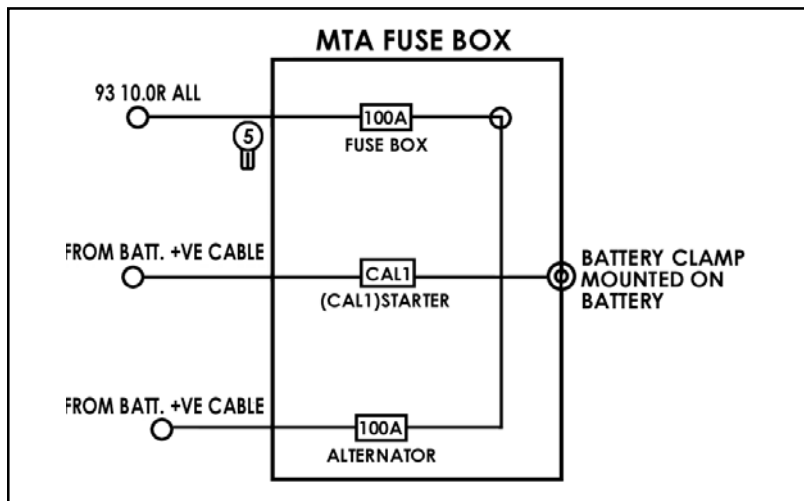 MTA FUSE BOX
93 10.0R ALL
100A
5
FUSE BOX
FROM BATT. +VE CABLE
CAL1
(CAL1)STARTER
BATTERY CLAMP
MOUNTED ON
BATTERY
FROM BATT. +VE CABLE
100A
ALTERNATOR